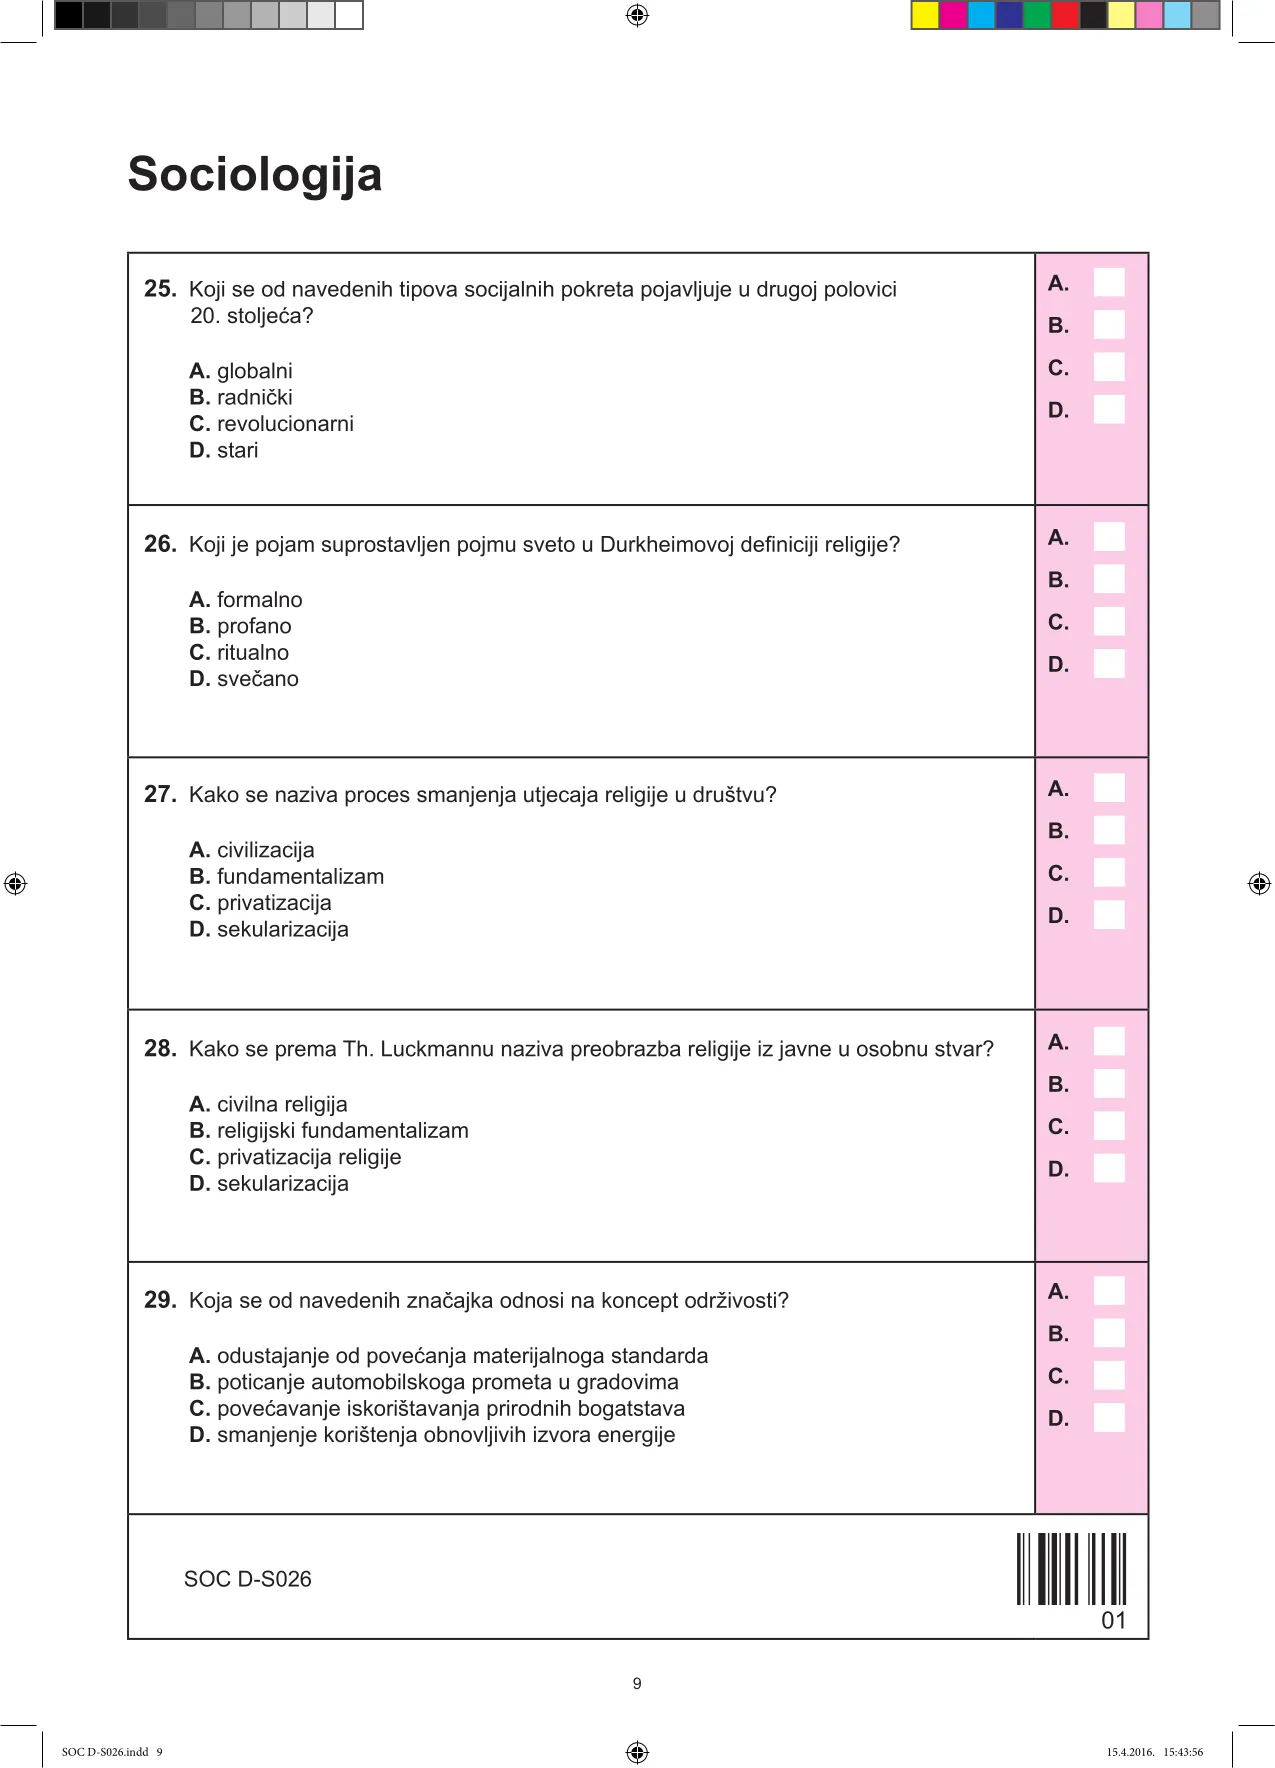 Sociologija
25. Koji se od navedenih tipova socijalnih pokreta pojavljuje u drugoj polovici
20. stoljeća?
A. globalni
B. radnički
C. revolucionarni
D. stari
A.
B.
C.
D.
26. Koji je pojam suprostavljen pojmu sveto u Durkheimovoj definiciji religije?
A. formalno
B. profano
C. ritualno
D. svečano
A.
B.
C.
D.
27. Kako se naziva proces smanjenja utjecaja religije u društvu?
A. civilizacija
B. fundamentalizam
C. privatizacija
D. sekularizacija
A.
B.
C.
D.
28. Kako se prema Th. Luckmannu naziva preobrazba religije iz javne u osobnu stvar?
A. civilna religija
B. religijski fundamentalizam
C. privatizacija religije
D. sekularizacija
A.
B.
C.
D.
29. Koja se od navedenih značajka odnosi na koncept održivosti?
A. odustajanje od povećanja materijalnoga standarda
B. poticanje automobilskoga prometa u gradovima
C. povećavanje iskorištavanja prirodnih bogatstava
D. smanjenje korištenja obnovljivih izvora energije
A.
B.
C.
D.
SOC D-S026
01
9
SOC D-S026.indd 9
15.4.2016. 15:43:56